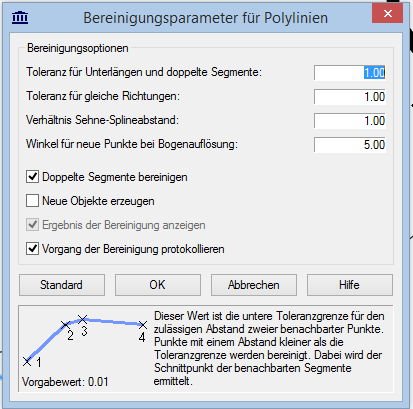 Bereinigungsparameter für Polylinien
Bereinigungsoptionen
Toleranz für Unterlängen und doppelte Segmente: 1.00
Toleranz für gleiche Richtungen: 1.00
Verhältnis Sehne-Splineabstand: 1.00
Winkel für neue Punkte bei Bogenauflösung: 5.00
Doppelte Segmente bereinigen
Neue Objekte erzeugen
Ergebnis der Bereinigung anzeigen
Vorgang der Bereinigung protokollieren
Standard OK Abbrechen Hilfe
1 2 3 4
Vorgabewert: 0.01
Dieser Wert ist die untere Toleranzgrenze für den
zulässigen Abstand zweier benachbarter Punkte.
Punkte mit einem Abstand kleiner als die
Toleranzgrenze werden bereinigt. Dabei wird der
Schnittpunkt der benachbarten Segmente
ermittelt.